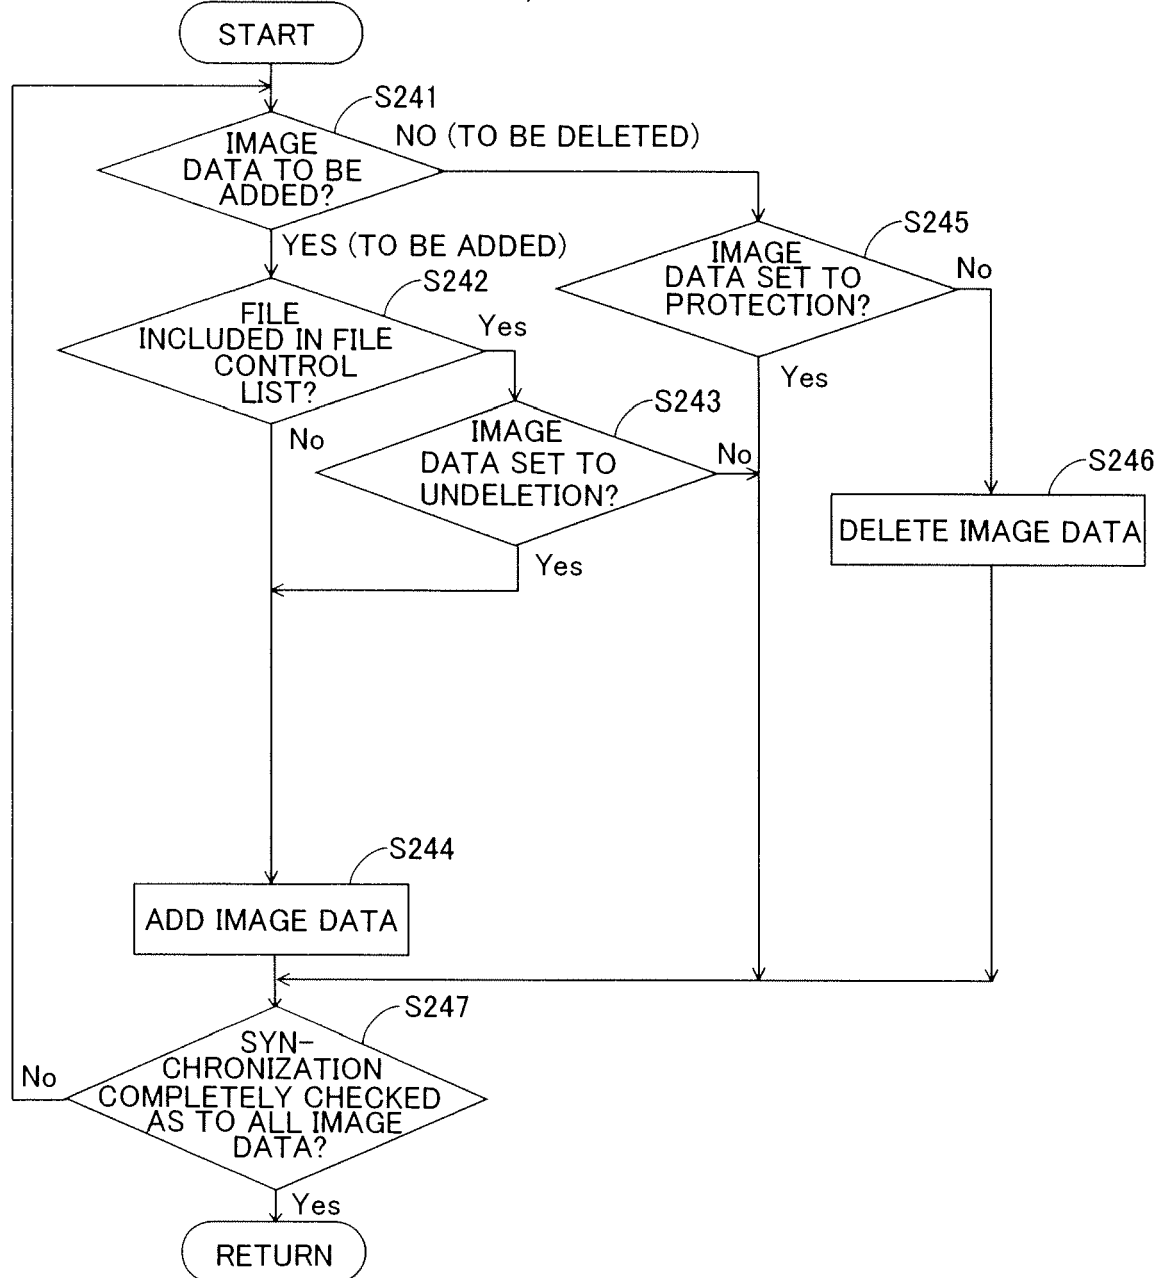 START
S241
IMAGE
DATA TO BE
ADDED?
NO (TO BE DELETED)
YES (TO BE ADDED)
S242
FILE
INCLUDED IN FILE
CONTROL
LIST?
Yes
No
S243
IMAGE
DATA SET TO
UNDELETION?
No
Yes
S245
IMAGE
DATA SET TO
PROTECTION?
No
Yes
S246
DELETE IMAGE DATA
S244
ADD IMAGE DATA
S247
SYN-
CHRONIZATION
COMPLETELY CHECKED
AS TO ALL IMAGE
DATA?
No
Yes
RETURN